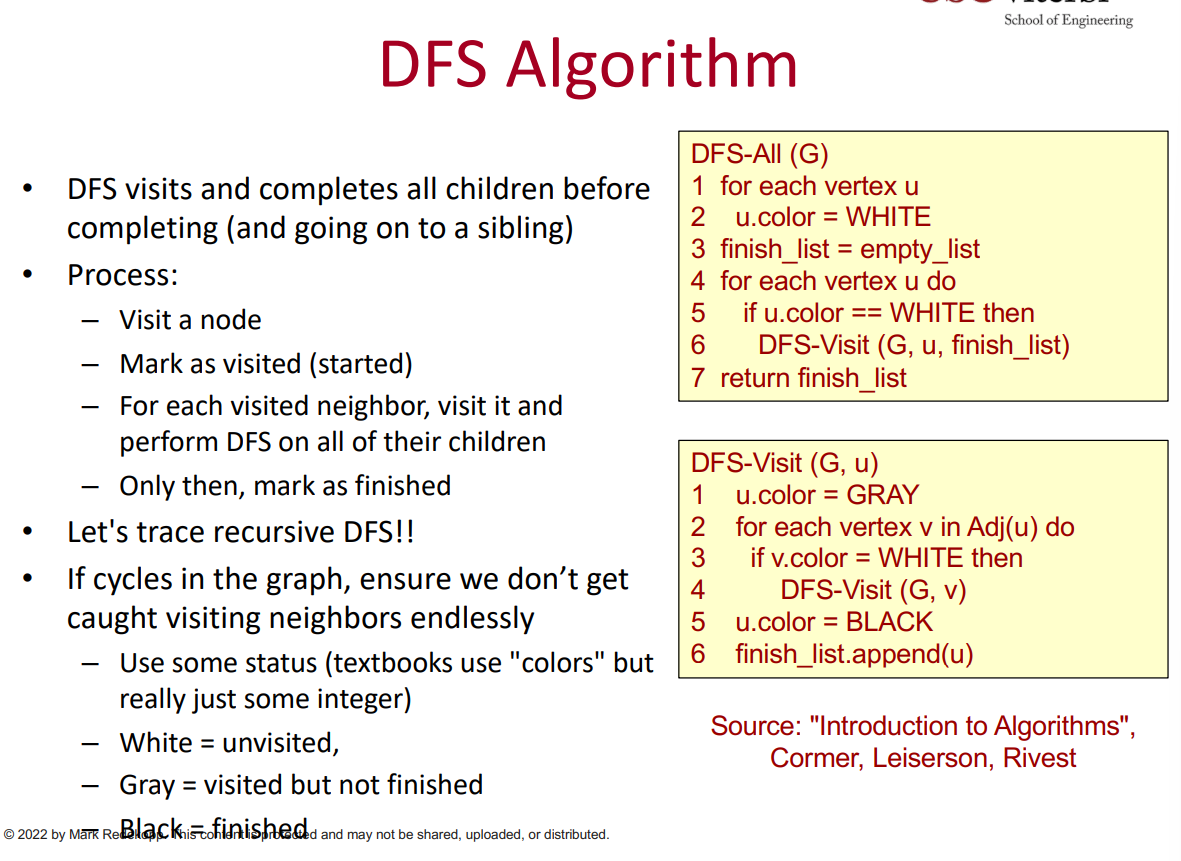 School of Engineering
DFS Algorithm
• DFS visits and completes all children before
completing (and going on to a sibling)
• Process:
– Visit a node
– Mark as visited (started)
– For each visited neighbor, visit it and
perform DFS on all of their children
– Only then, mark as finished
• Let's trace recursive DFS!!
• If cycles in the graph, ensure we don’t get
caught visiting neighbors endlessly
– Use some status (textbooks use "colors" but
really just some integer)
– White = unvisited,
– Gray = visited but not finished
– Black = finished
DFS-All (G)
1 for each vertex u
2 u.color = WHITE
3 finish_list = empty_list
4 for each vertex u do
5 if u.color == WHITE then
6 DFS-Visit (G, u, finish_list)
7 return finish_list
DFS-Visit (G, u)
1 u.color = GRAY
2 for each vertex v in Adj(u) do
3 if v.color = WHITE then
4 DFS-Visit (G, v)
5 u.color = BLACK
6 finish_list.append(u)
Source: "Introduction to Algorithms",
Cormer, Leiserson, Rivest
© 2022 by Mark Redekopp. This content is protected and may not be shared, uploaded, or distributed.